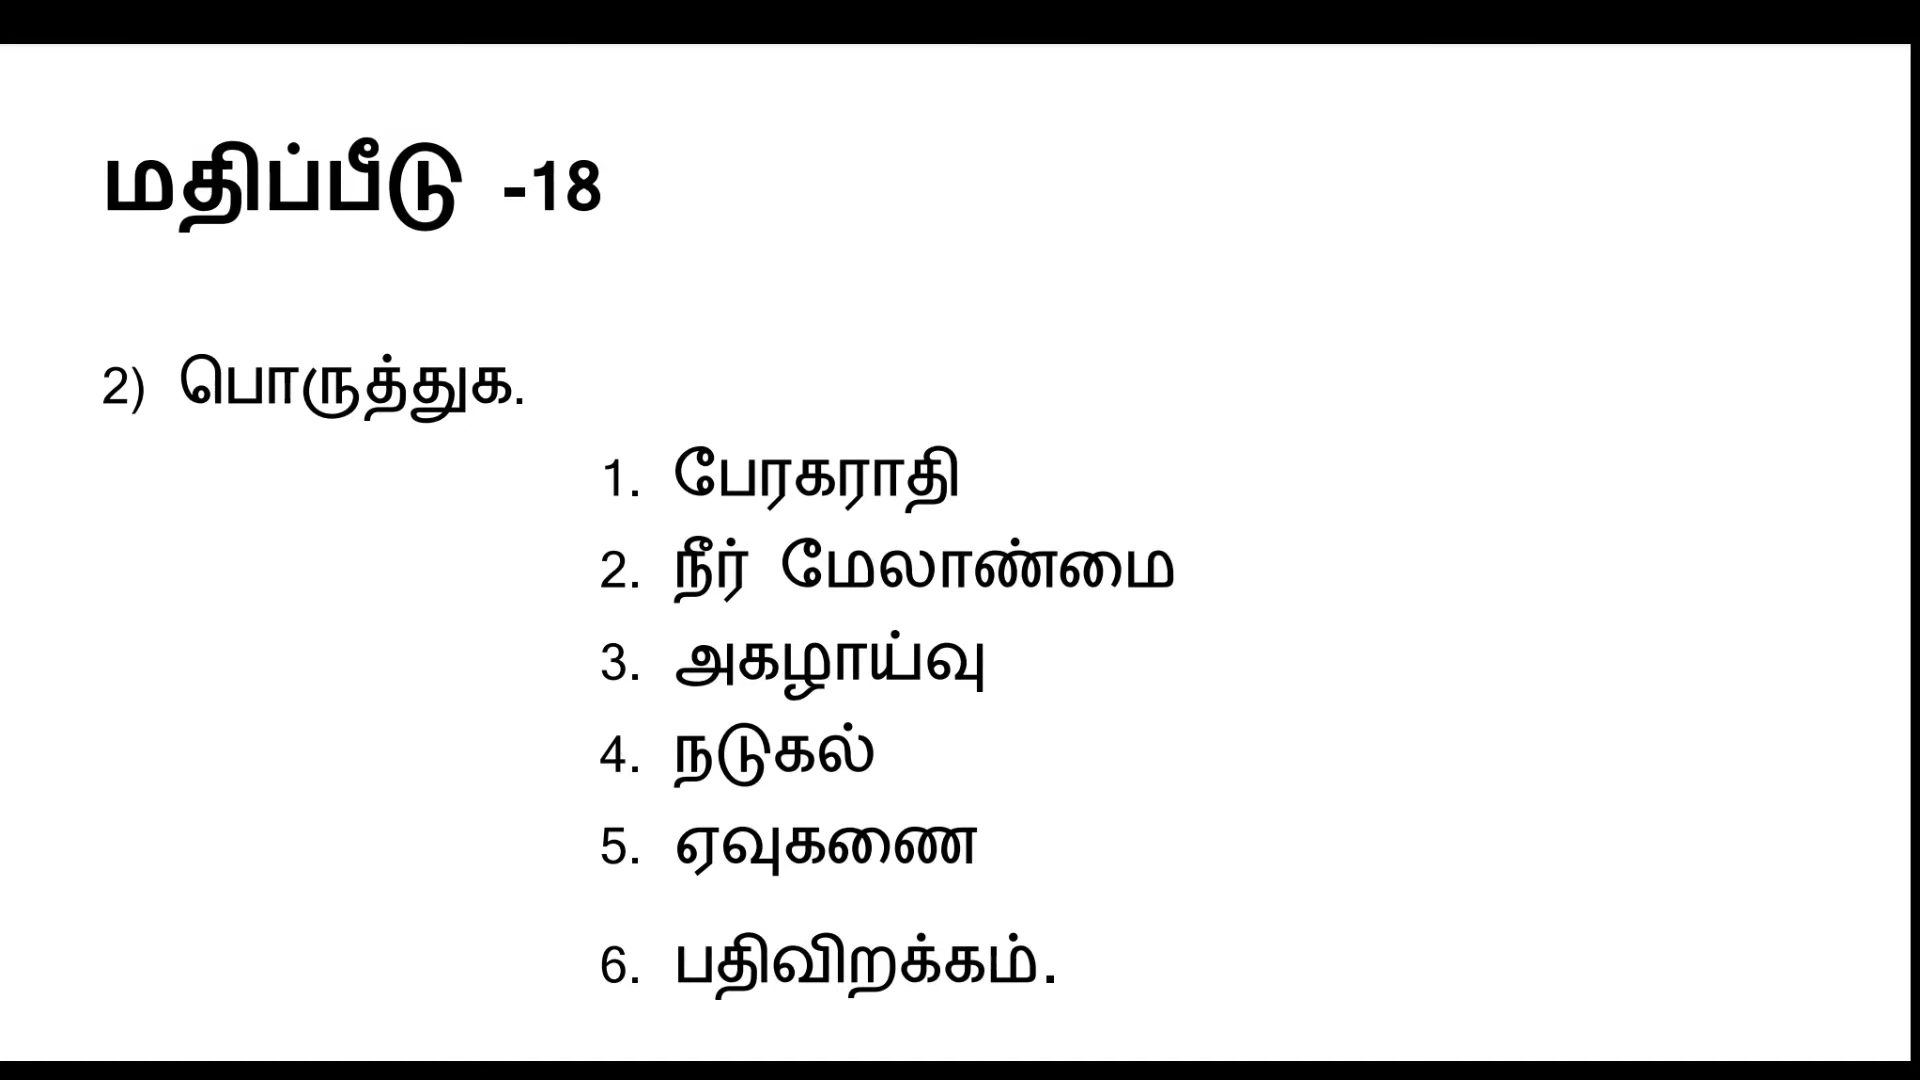 மதிப்பீடு -18
2) பொருத்துக.
1. பேரகராதி
2. நீர் மேலாண்மை
3. அகழாய்வு
4. நடுகல்
5. ஏவுகணை
6. பதிவிறக்கம்.